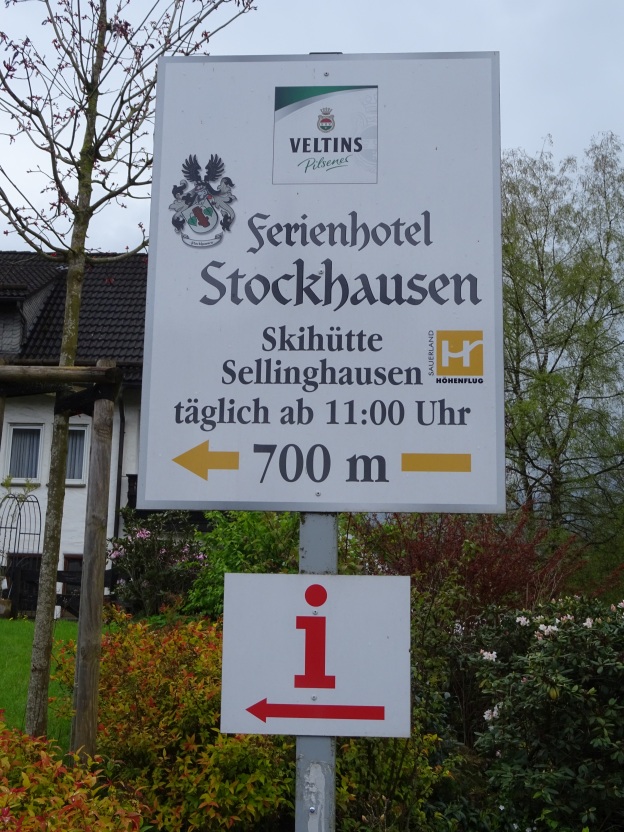 VELTINS
Pilsener
Ferienhotel
Stockhausen
Skihütte
Sellinghausen
SAUERLAND
HÖHENFLUG
täglich ab 11:00 Uhr
700 m
i